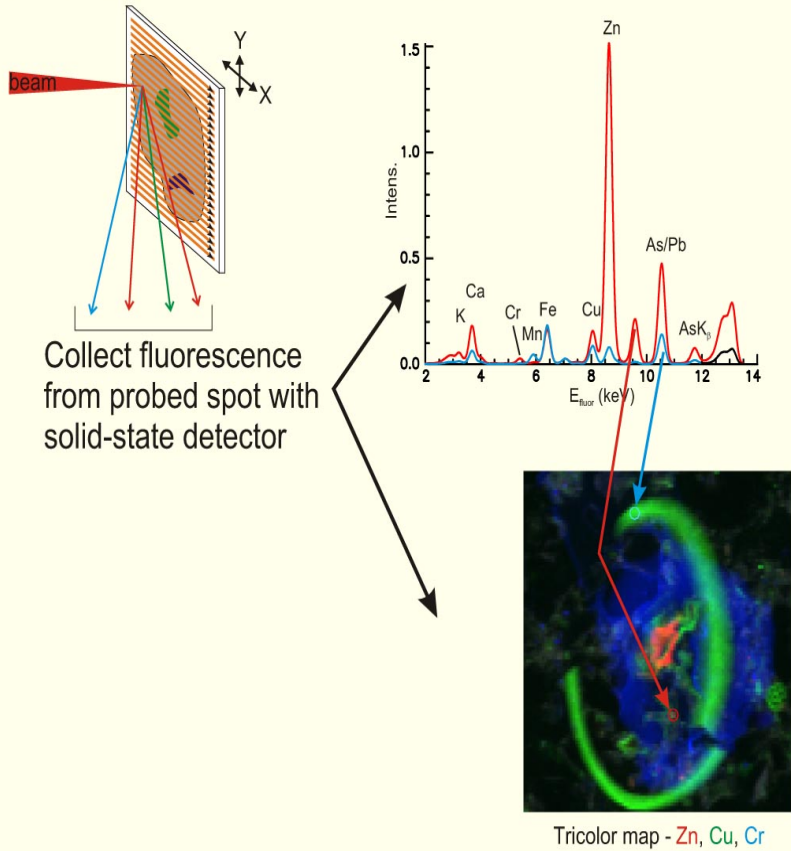 beam
Y
X
Collect fluorescence
from probed spot with
solid-state detector
Zn
1.5
1.0
0.5
0.0
Intens.
K
Ca
Cr
Mn
Fe
Cu
As/Pb
AsKβ
2 4 6 8 10 12 14
Efluor (keV)
Tricolor map - Zn, Cu, Cr